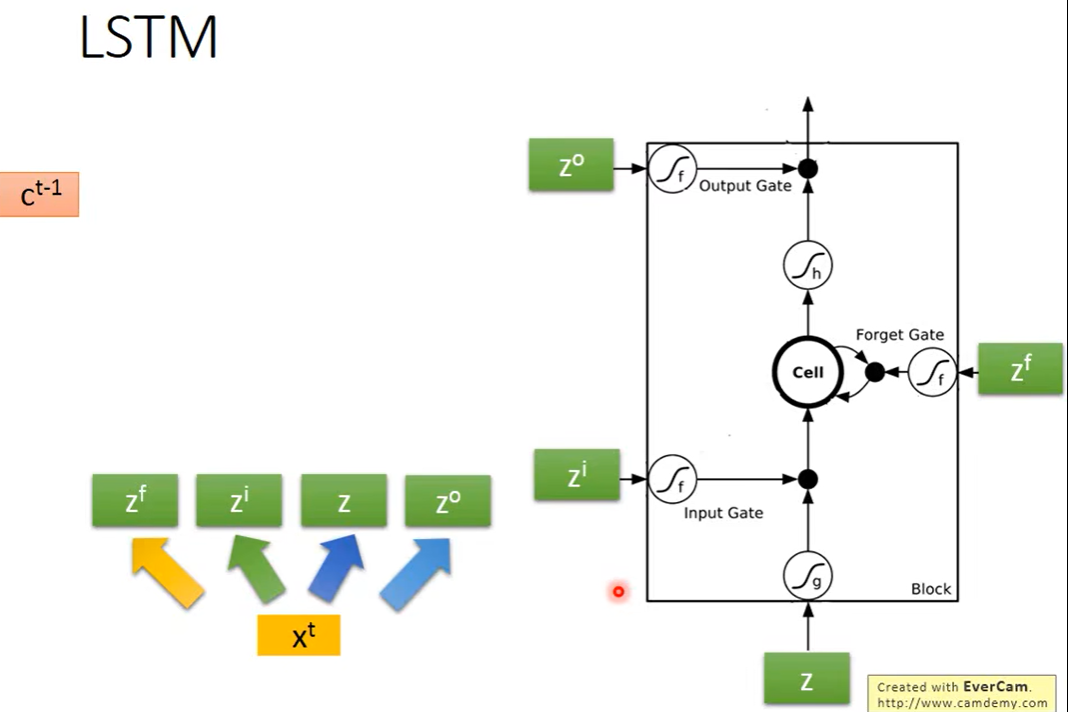 LSTM
c^t-1
z^f
z^i
z
z^o
x^t
z^o
f
Output Gate
h
Forget Gate
Cell
f
z^f
z^i
f
Input Gate
g
Block
z
Created with EverCam.
http://www.camdemy.com